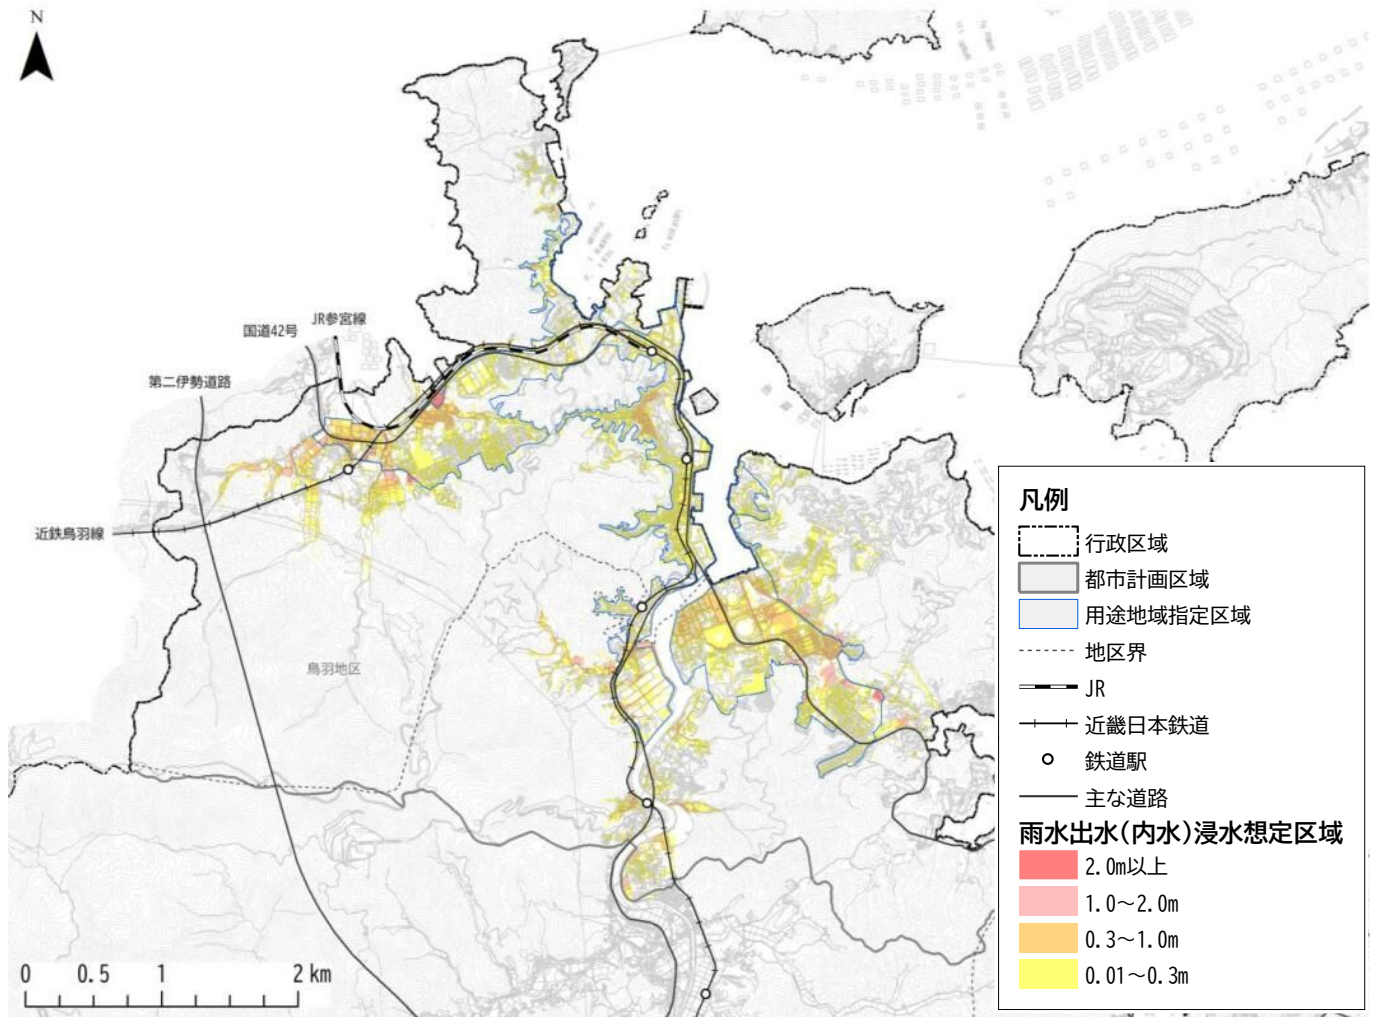 N
JR参宮線
国道42号
第二伊勢道路
近鉄鳥羽線
鳥羽地区
凡例
行政区域
都市計画区域
用途地域指定区域
地区界
JR
近畿日本鉄道
鉄道駅
主な道路
雨水出水(内水)浸水想定区域
2.0m以上
1.0～2.0m
0.3～1.0m
0.01～0.3m
0 0.5 1 2 km